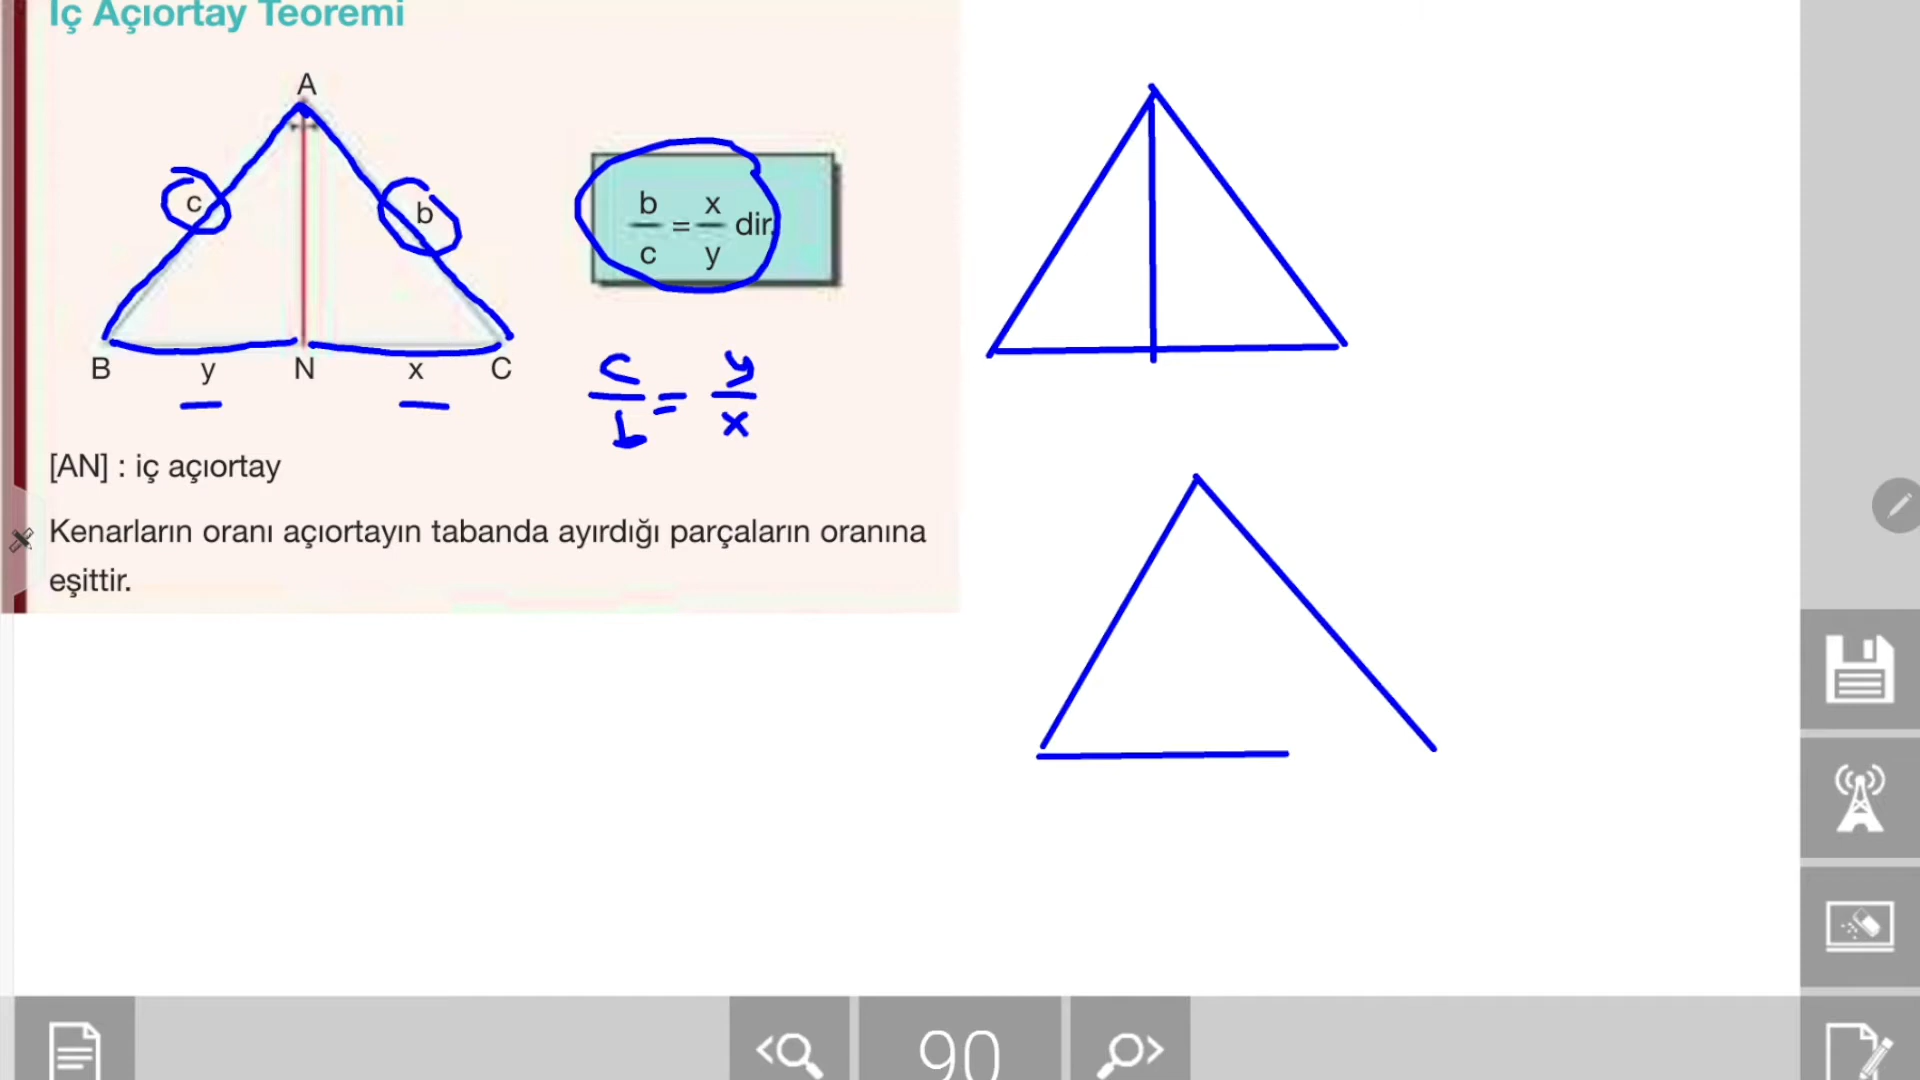 İç Açıortay Teoremi
A
c
b
b/c = x/y dir.
B y N x C
c/b = y/x
[AN] : iç açıortay
Kenarların oranı açıortayın tabanda ayırdığı parçaların oranına
eşittir.
90